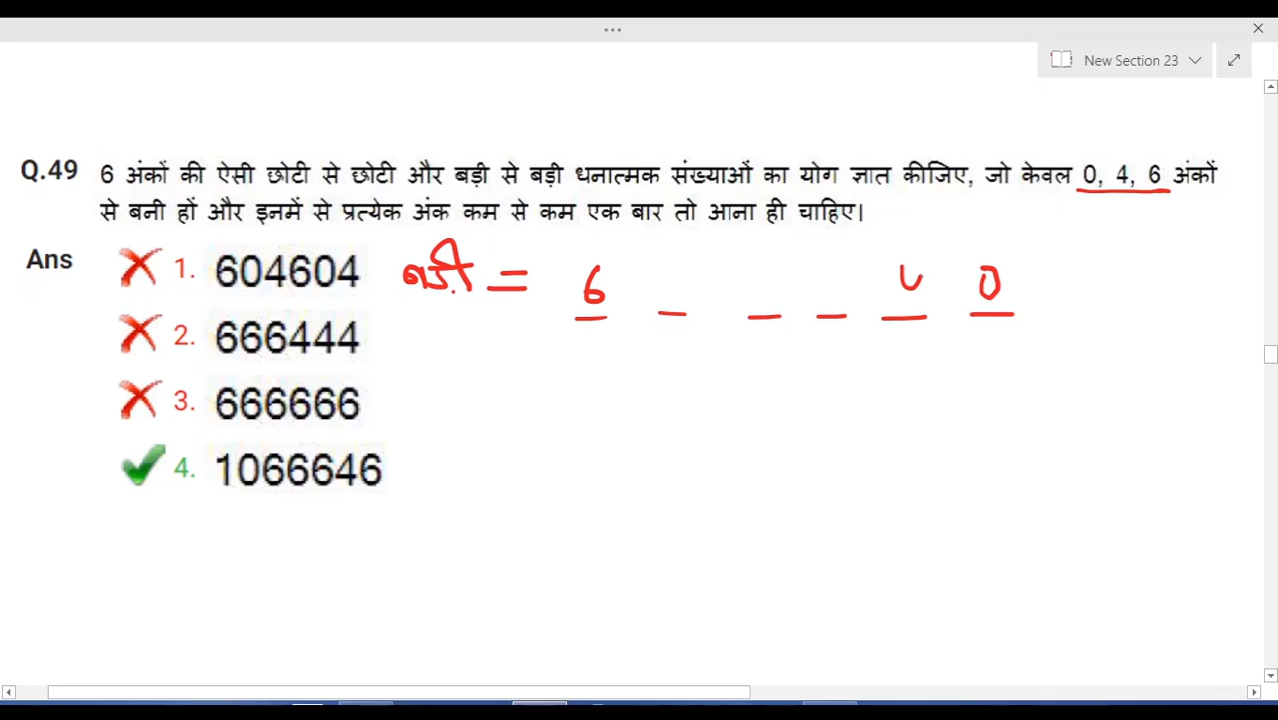 New Section 23
Q.49 6 अंकों की ऐसी छोटी से छोटी और बड़ी से बड़ी धनात्मक संख्याओं का योग ज्ञात कीजिए, जो केवल 0, 4, 6 अंकों
से बनी हों और इनमें से प्रत्येक अंक कम से कम एक बार तो आना ही चाहिए।
Ans 1. 604604
बड़ी = 6 _ _ _ 4 0
2. 666444
3. 666666
4. 1066646